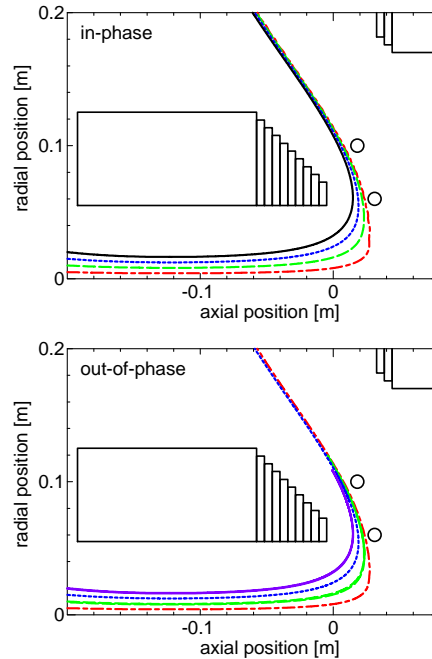 0.2
in-phase
radial position [m]
0.1
0
-0.1
0
axial position [m]
0.2
out-of-phase
radial position [m]
0.1
0
-0.1
0
axial position [m]